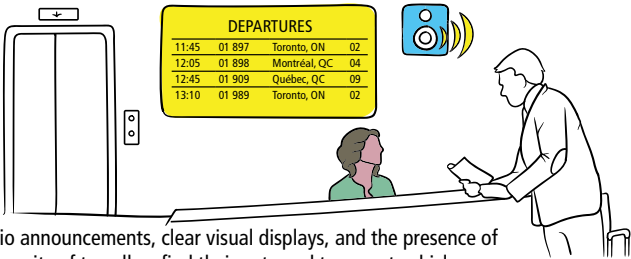 DEPARTURES
11:45 01 897 Toronto, ON 02
12:05 01 898 Montréal, QC 04
12:45 01 909 Québec, QC 09
13:10 01 989 Toronto, ON 02
io announcements, clear visual displays, and the presence of